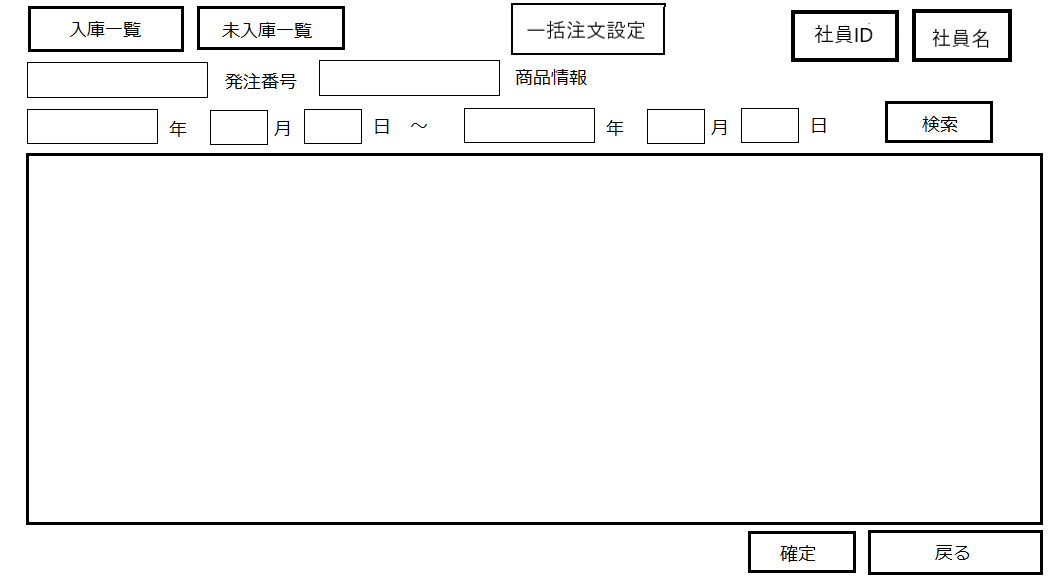 入庫一覧 未入庫一覧 一括注文設定 社員ID 社員名
発注番号 商品情報
年 月 日 ～ 年 月 日 検索
確定 戻る